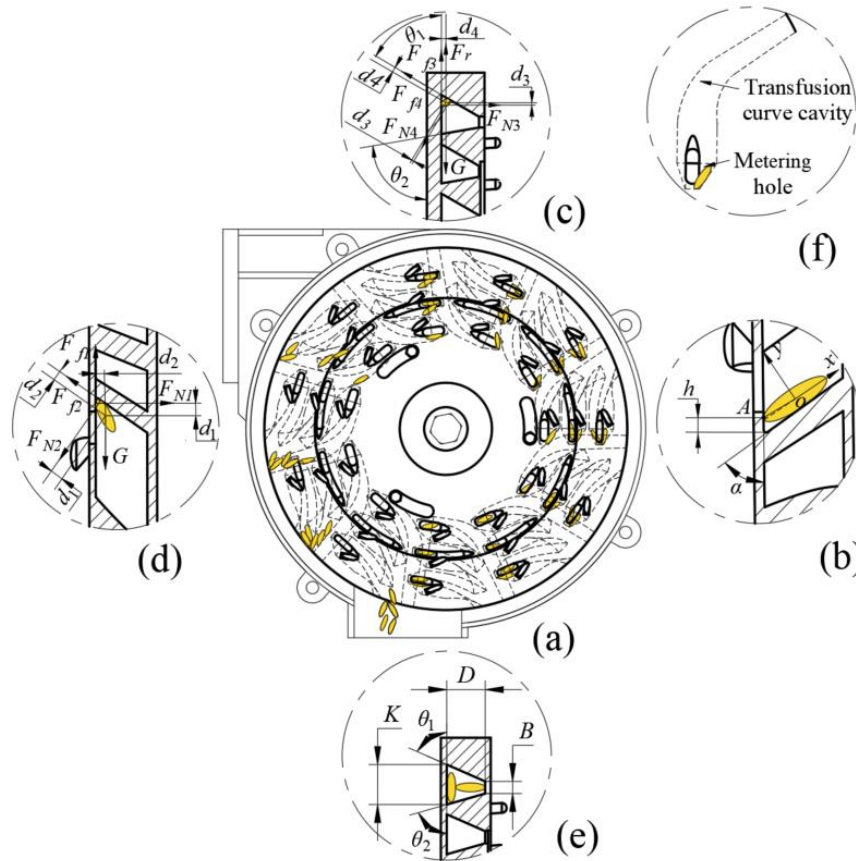 θ1
d4
F
Fr
f3
d4
Ff4
d3
d3
FN4
FN3
θ2
G
(c)
Transfusion
curve cavity
Metering
hole
(f)
F
f1
d2
d2
Ff2
FN1
FN2
G
d1
d1
(d)
y
x
h
A
o
α
(b)
(a)
D
K
θ1
B
θ2
(e)